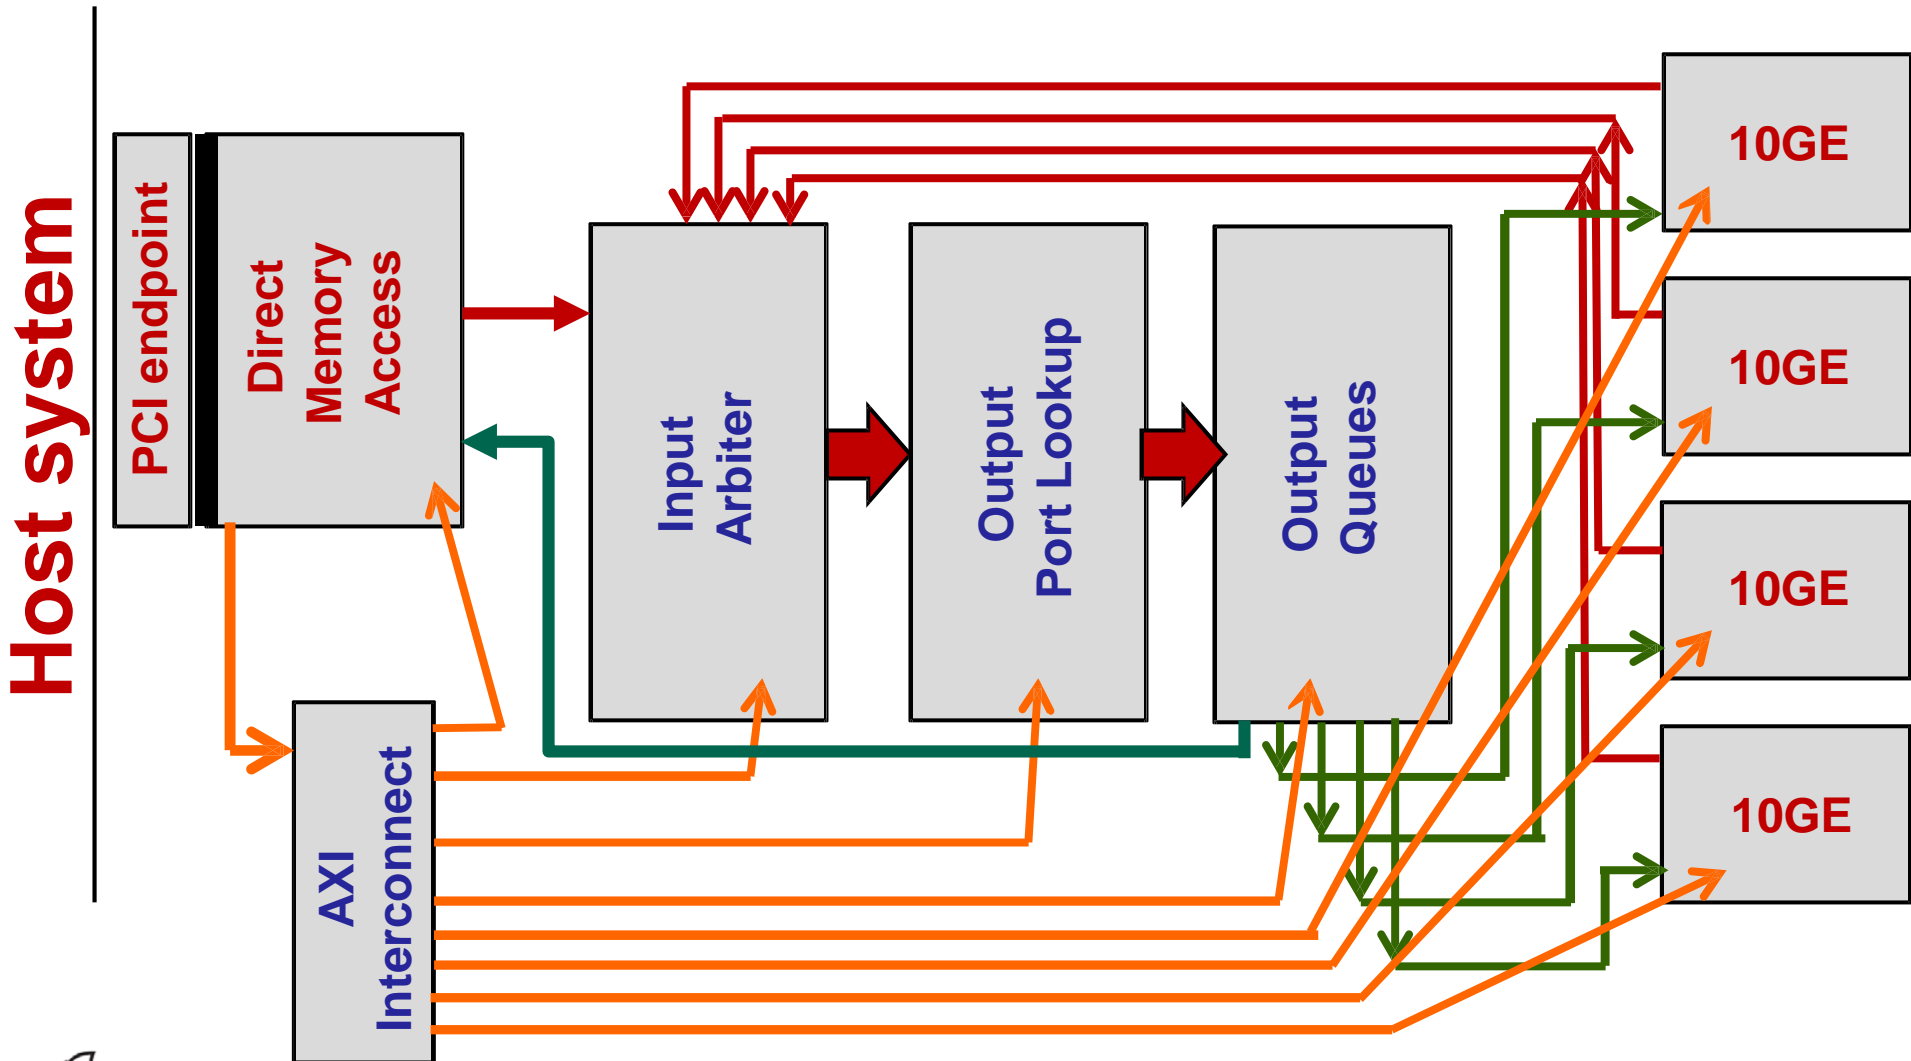 Host system
PCI endpoint
Direct
Memory
Access
Input
Arbiter
Output
Port Lookup
Output
Queues
10GE
10GE
10GE
10GE
AXI
Interconnect